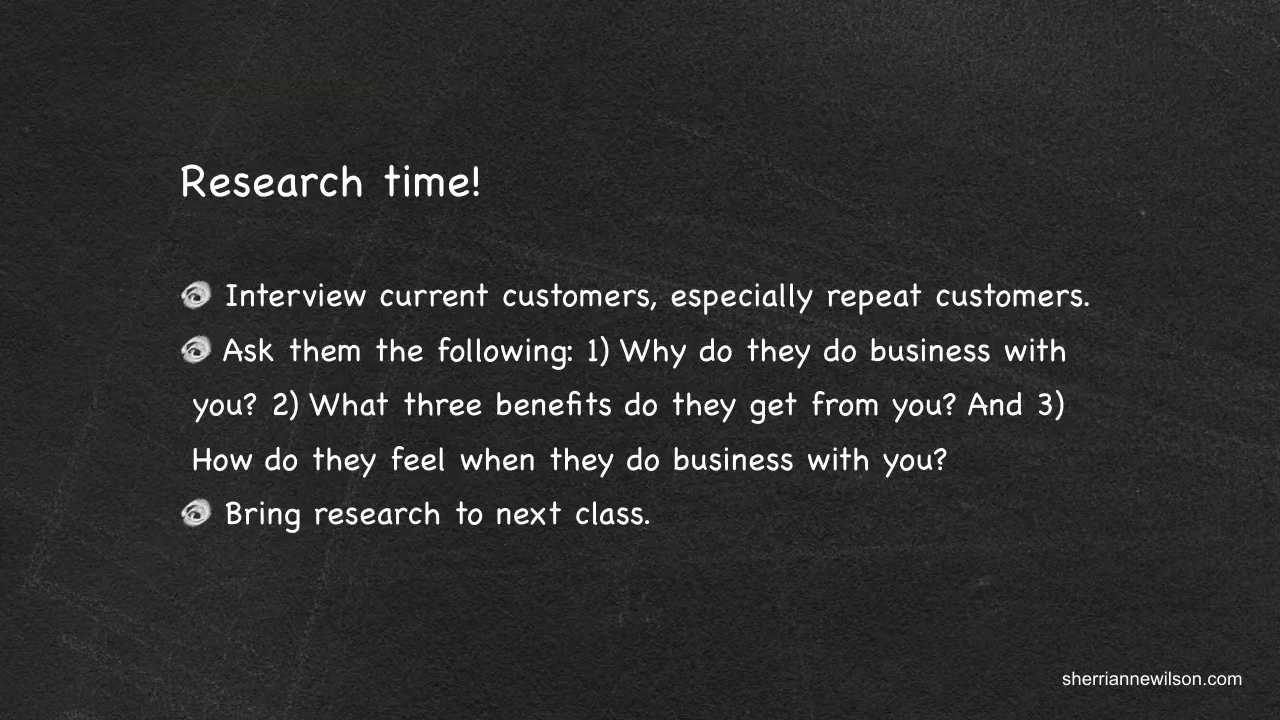 Research time!
Interview current customers, especially repeat customers.
Ask them the following: 1) Why do they do business with
you? 2) What three benefits do they get from you? And 3)
How do they feel when they do business with you?
Bring research to next class.
sherriannewilson.com